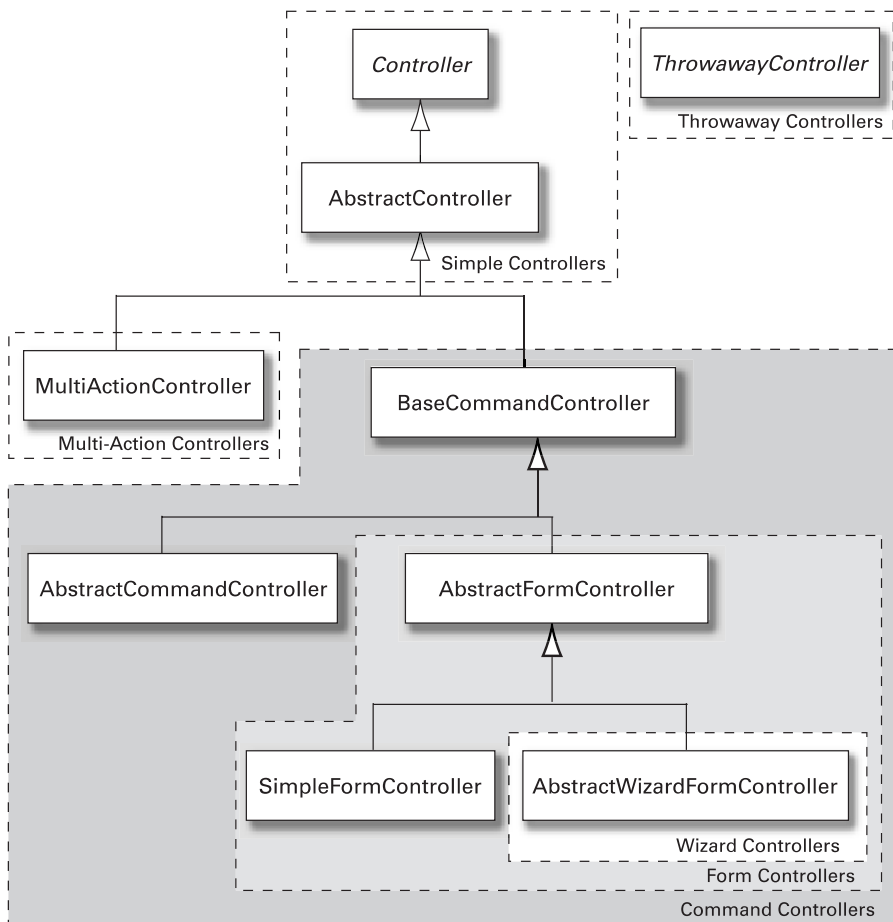 Controller
ThrowawayController
Throwaway Controllers
AbstractController
Simple Controllers
MultiActionController
Multi-Action Controllers
BaseCommandController
AbstractCommandController
AbstractFormController
SimpleFormController
AbstractWizardFormController
Wizard Controllers
Form Controllers
Command Controllers